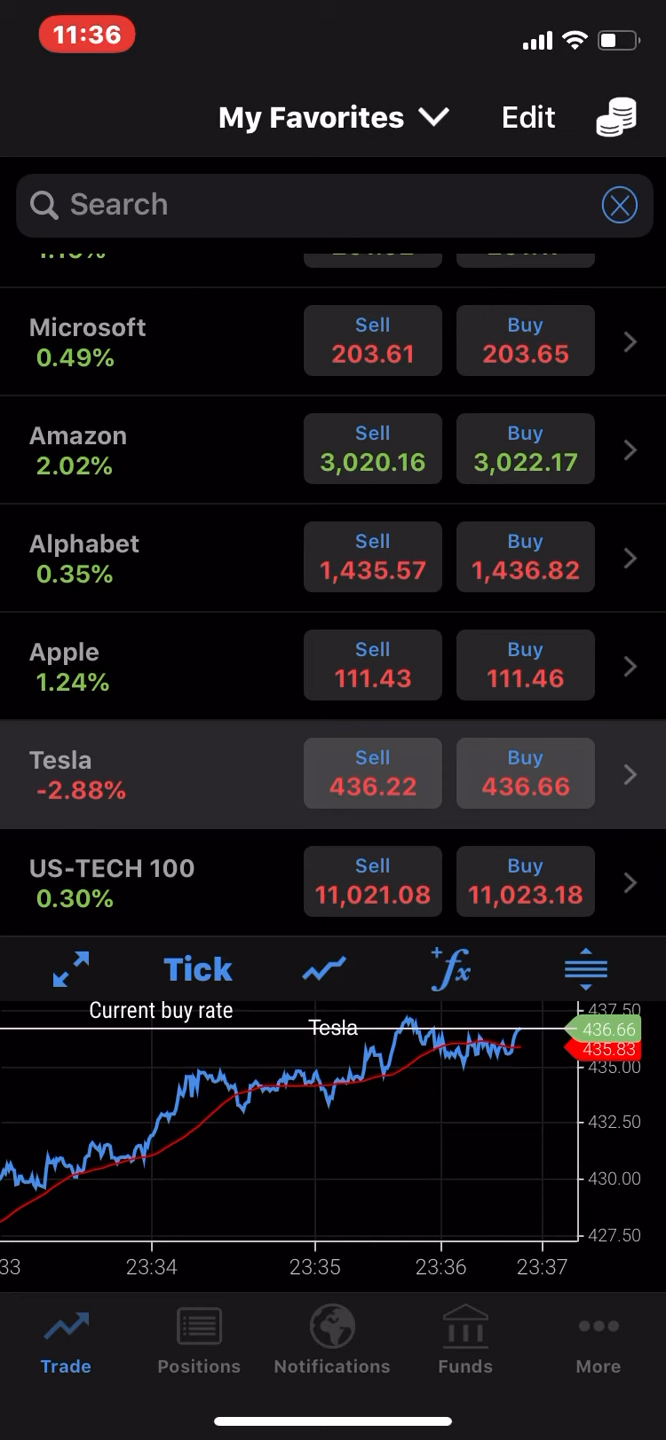 11:36
My Favorites Edit
Search
Microsoft
0.49%
Sell
203.61
Buy
203.65
Amazon
2.02%
Sell
3,020.16
Buy
3,022.17
Alphabet
0.35%
Sell
1,435.57
Buy
1,436.82
Apple
1.24%
Sell
111.43
Buy
111.46
Tesla
-2.88%
Sell
436.22
Buy
436.66
US-TECH 100
0.30%
Sell
11,021.08
Buy
11,023.18
Tick
+fx
Current buy rate
Tesla
437.50
436.66
435.83
435.00
432.50
430.00
427.50
33 23:34 23:35 23:36 23:37
Trade Positions Notifications Funds More